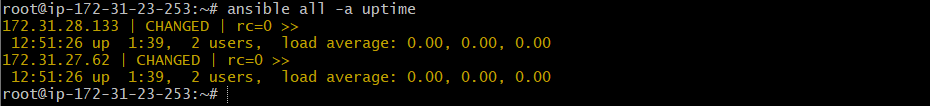 root@ip-172-31-23-253:~# ansible all -a uptime
172.31.28.133 | CHANGED | rc=0 >>
 12:51:26 up  1:39,  2 users,  load average: 0.00, 0.00, 0.00
172.31.27.62 | CHANGED | rc=0 >>
 12:51:26 up  1:39,  2 users,  load average: 0.00, 0.00, 0.00
root@ip-172-31-23-253:~#